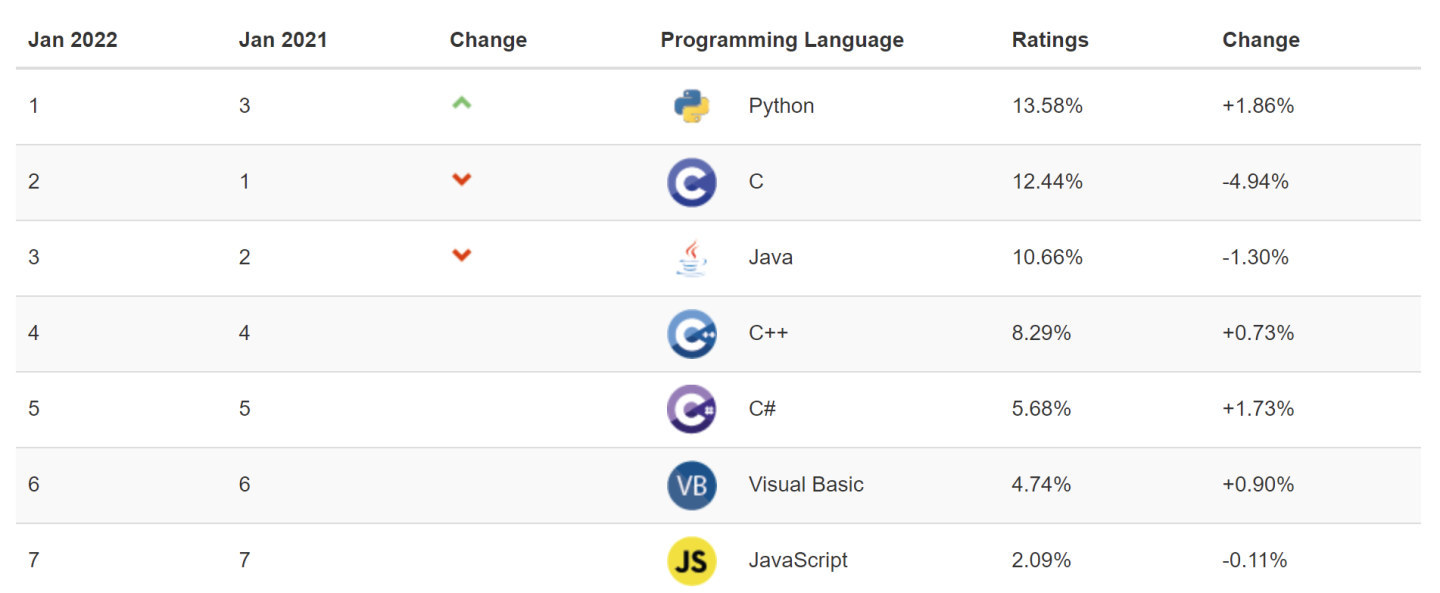 Jan 2022 Jan 2021 Change Programming Language Ratings Change
1 3 Python 13.58% +1.86%
2 1 C C 12.44% -4.94%
3 2 Java 10.66% -1.30%
4 4 C++ C++ 8.29% +0.73%
5 5 C# C# 5.68% +1.73%
6 6 VB Visual Basic 4.74% +0.90%
7 7 JS JavaScript 2.09% -0.11%